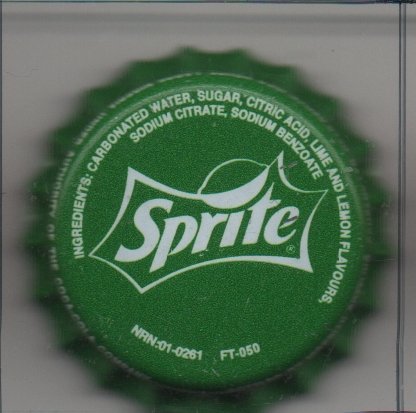 INGREDIENTS: CARBONATED WATER, SUGAR, CITRIC ACID, LIME AND LEMON FLAVOURS,
SODIUM CITRATE, SODIUM BENZOATE
Sprite®
NRN:01-0261 FT-050